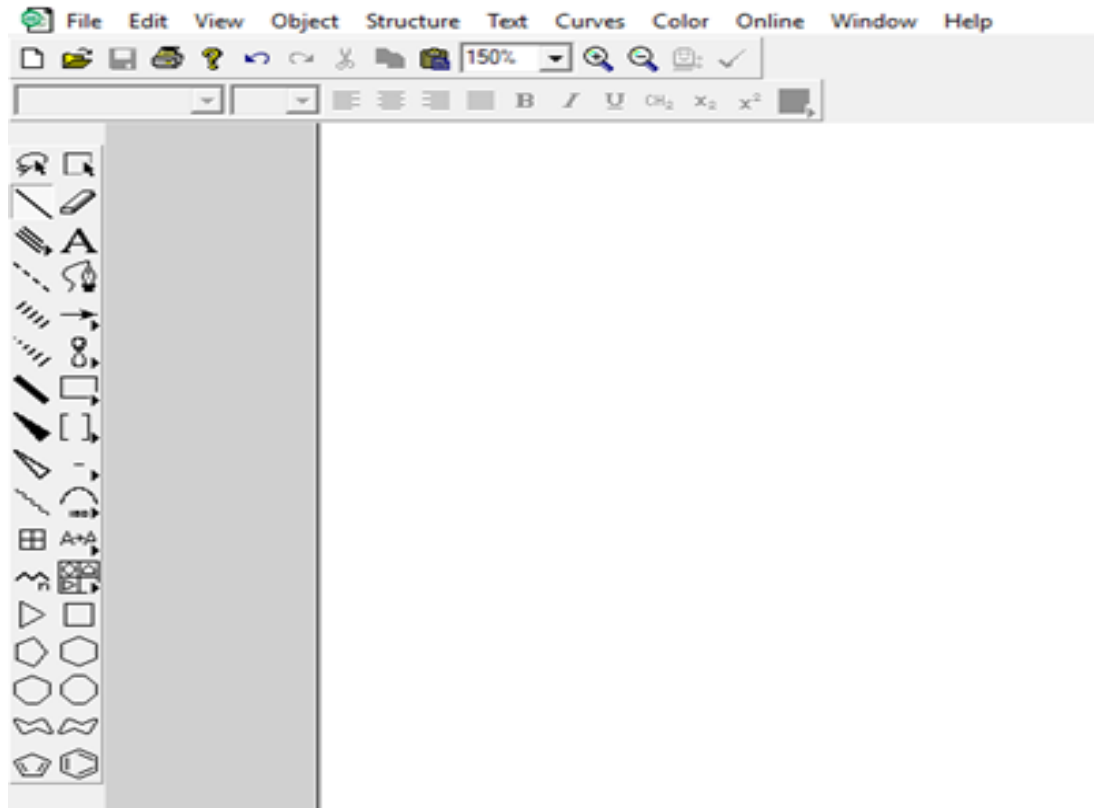 File Edit View Object Structure Text Curves Color Online Window Help
150%
B I U CH₂ X₂ X²
A
[ ]
A